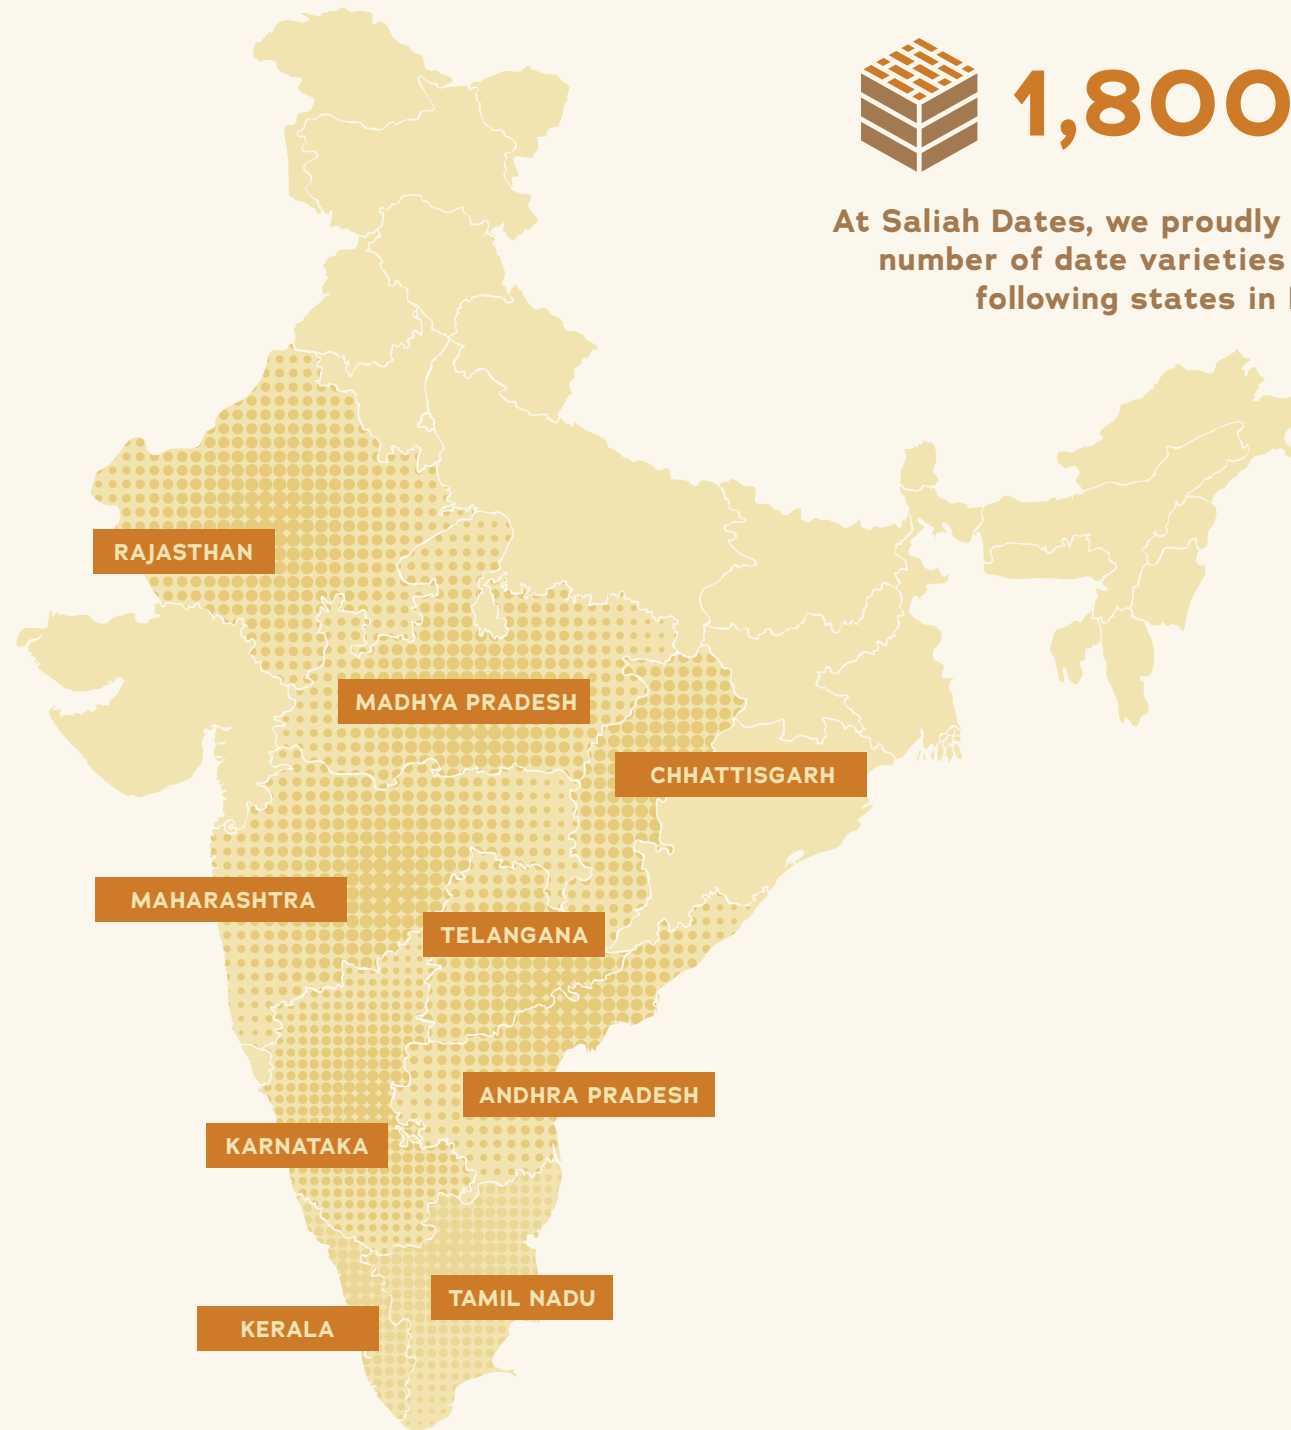 1,800
At Saliah Dates, we proudly
number of date varieties
following states in
RAJASTHAN
MADHYA PRADESH
CHHATTISGARH
MAHARASHTRA
TELANGANA
ANDHRA PRADESH
KARNATAKA
TAMIL NADU
KERALA